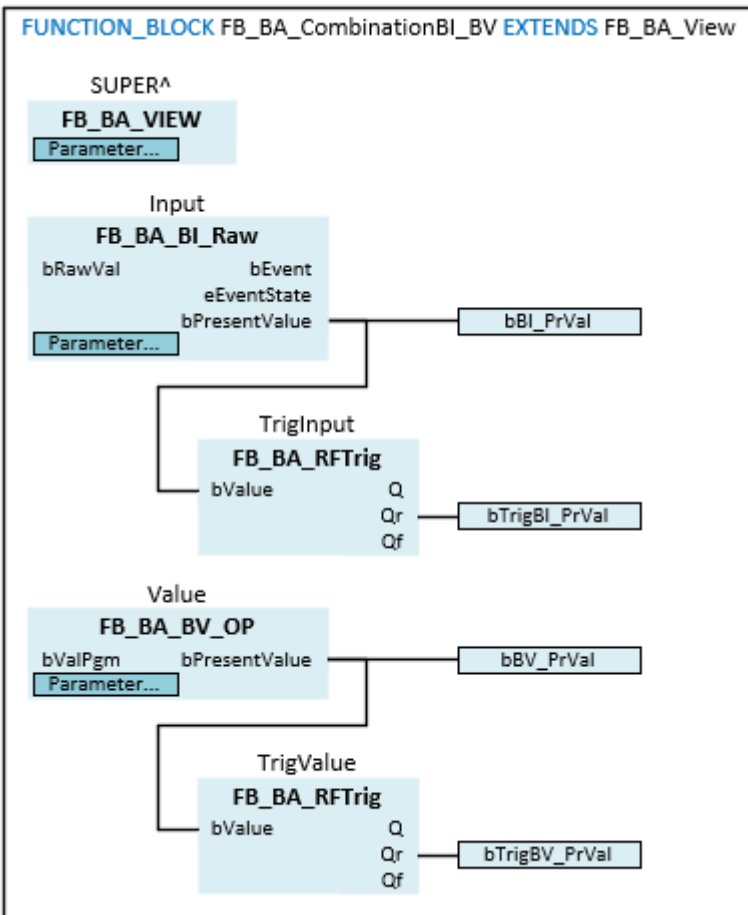 FUNCTION_BLOCK FB_BA_CombinationBI_BV EXTENDS FB_BA_View
SUPER^
FB_BA_VIEW
Parameter...
Input
FB_BA_BI_Raw
bRawVal bEvent
eEventState
bPresentValue bBI_PrVal
Parameter...
TrigInput
FB_BA_RFTrig
bValue Q
Qr bTrigBI_PrVal
Qf
Value
FB_BA_BV_OP
bValPgm bPresentValue bBV_PrVal
Parameter...
TrigValue
FB_BA_RFTrig
bValue Q
Qr bTrigBV_PrVal
Qf